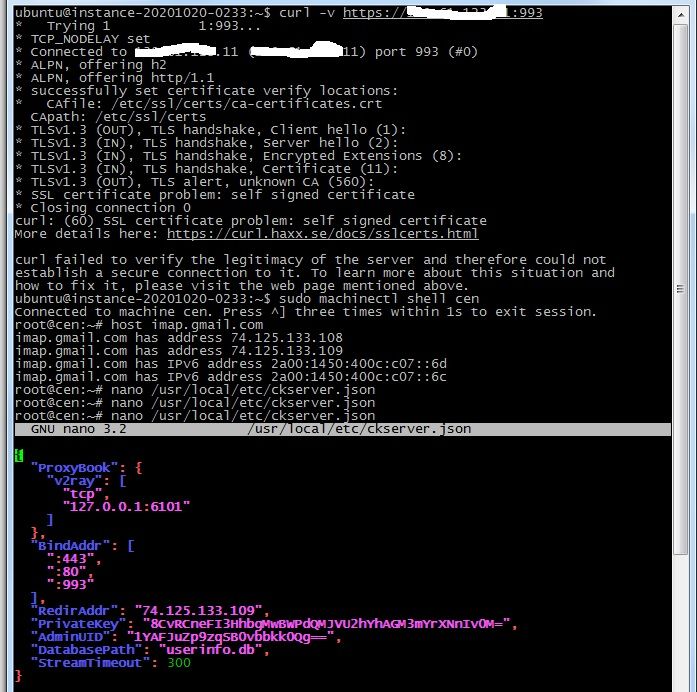 ubuntu@instance-20201020-0233:~$ curl -v https://1:993
*   Trying 1 1:993...
* TCP_NODELAY set
* Connected to .11 ( 11) port 993 (#0)
* ALPN, offering h2
* ALPN, offering http/1.1
* successfully set certificate verify locations:
*   CAfile: /etc/ssl/certs/ca-certificates.crt
  CApath: /etc/ssl/certs
* TLSv1.3 (OUT), TLS handshake, Client hello (1):
* TLSv1.3 (IN), TLS handshake, Server hello (2):
* TLSv1.3 (IN), TLS handshake, Encrypted Extensions (8):
* TLSv1.3 (IN), TLS handshake, Certificate (11):
* TLSv1.3 (OUT), TLS alert, unknown CA (560):
* SSL certificate problem: self signed certificate
* Closing connection 0
curl: (60) SSL certificate problem: self signed certificate
More details here: https://curl.haxx.se/docs/sslcerts.html

curl failed to verify the legitimacy of the server and therefore could not
establish a secure connection to it. To learn more about this situation and
how to fix it, please visit the web page mentioned above.
ubuntu@instance-20201020-0233:~$ sudo machinectl shell cen
Connected to machine cen. Press ^] three times within 1s to exit session.
root@cen:~# host imap.gmail.com
imap.gmail.com has address 74.125.133.108
imap.gmail.com has address 74.125.133.109
imap.gmail.com has IPv6 address 2a00:1450:400c:c07::6d
imap.gmail.com has IPv6 address 2a00:1450:400c:c07::6c
root@cen:~# nano /usr/local/etc/ckserver.json
root@cen:~# nano /usr/local/etc/ckserver.json
root@cen:~# nano /usr/local/etc/ckserver.json
  GNU nano 3.2               /usr/local/etc/ckserver.json

{
  "ProxyBook": {
    "v2ray": [
      "tcp",
      "127.0.0.1:6101"
    ]
  },
  "BindAddr": [
    ":443",
    ":80",
    ":993"
  ],
  "RedirAddr": "74.125.133.109",
  "PrivateKey": "8CvRCneFI3HhbqMwBWPdQMJVU2hYhAGM3mYrXNnIv0M=",
  "AdminUID": "1YAFJuZp9zqSBOvbbkk0Qg==",
  "DatabasePath": "userinfo.db",
  "StreamTimeout": 300
}